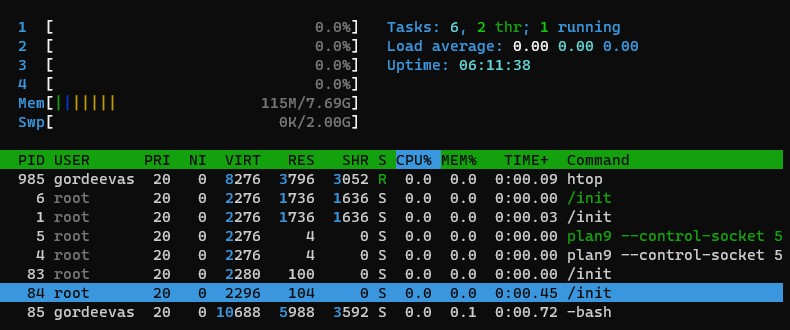 1 [ 0.0%] Tasks: 6, 2 thr; 1 running
2 [ 0.0%] Load average: 0.00 0.00 0.00
3 [ 0.0%] Uptime: 06:11:38
4 [ 0.0%]
Mem[||||||| 115M/7.69G]
Swp[ 0K/2.00G]
PID USER PRI NI VIRT RES SHR S CPU% MEM% TIME+ Command
985 gordeevas 20 0 8276 3796 3052 R 0.0 0.0 0:00.09 htop
6 root 20 0 2276 1736 1636 S 0.0 0.0 0:00.00 /init
1 root 20 0 2276 1736 1636 S 0.0 0.0 0:00.03 /init
5 root 20 0 2276 4 0 S 0.0 0.0 0:00.00 plan9 --control-socket 5
4 root 20 0 2276 4 0 S 0.0 0.0 0:00.00 plan9 --control-socket 5
83 root 20 0 2280 100 0 S 0.0 0.0 0:00.00 /init
84 root 20 0 2296 104 0 S 0.0 0.0 0:00.45 /init
85 gordeevas 20 0 10688 5988 3592 S 0.0 0.1 0:00.72 -bash